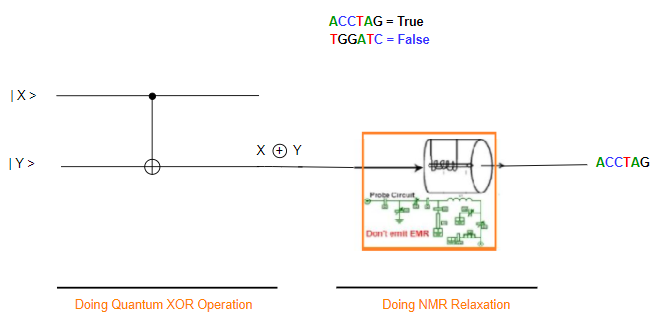 ACCTAG = True
TGGATC = False
|X>
X ⊕ Y
|Y>
ACCTAG
Probe Circuit
Don't emit EMR
Doing Quantum XOR Operation
Doing NMR Relaxation